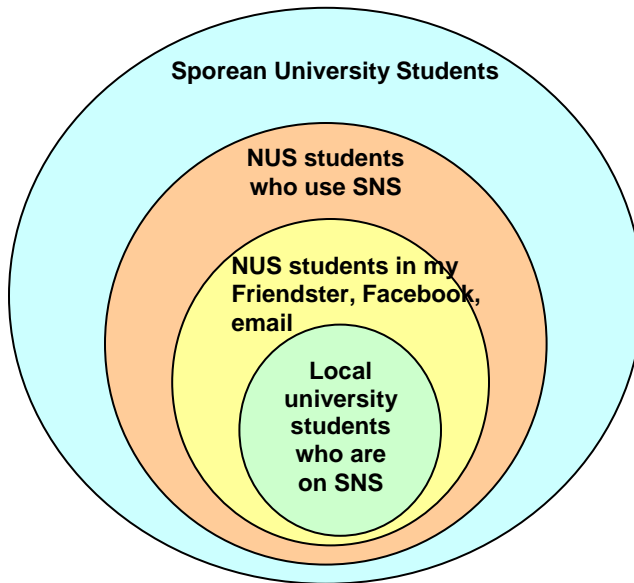 Sporean University Students
NUS students
who use SNS
NUS students in my
Friendster, Facebook,
email
Local
university
students
who are
on SNS